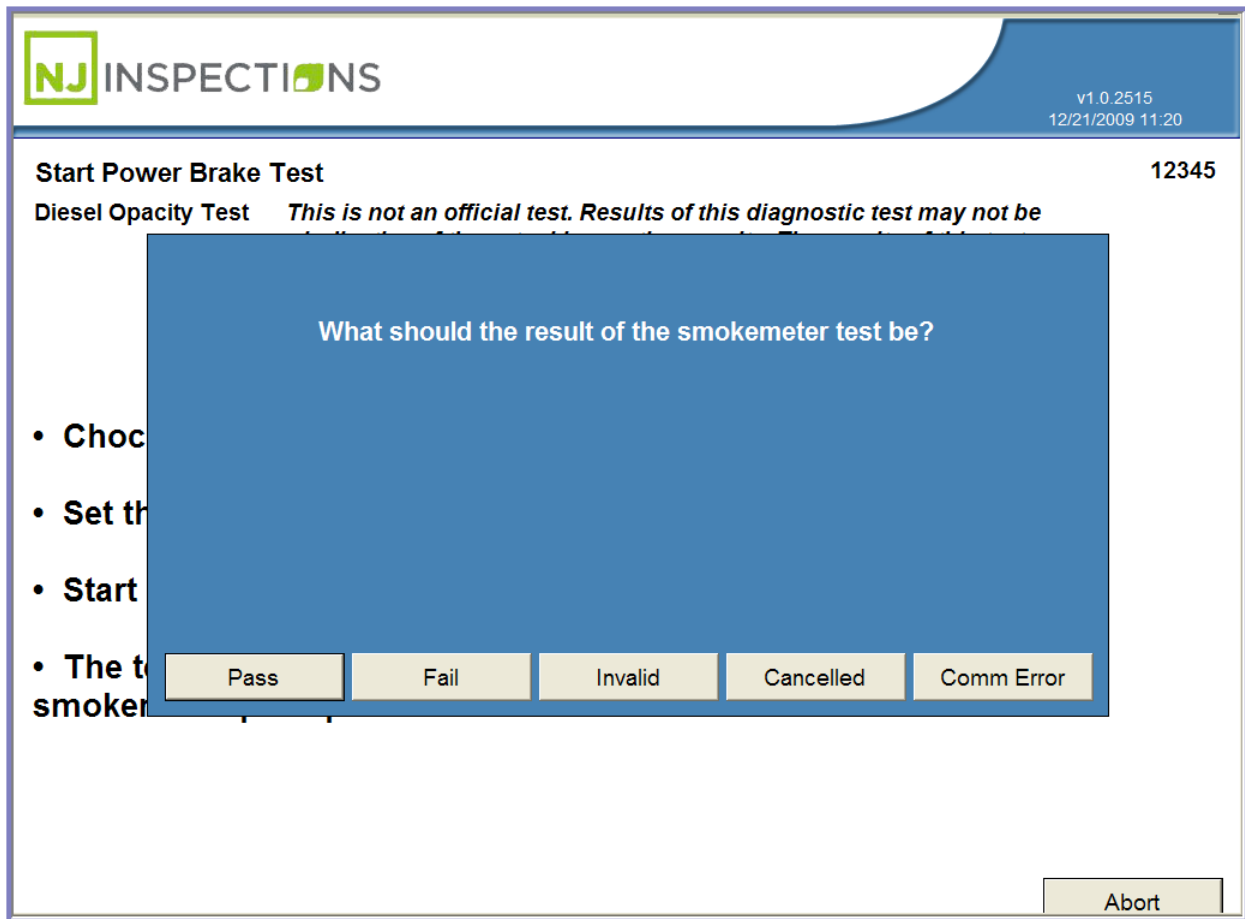 NJ INSPECTIONS
v1.0.2515
12/21/2009 11:20
Start Power Brake Test
12345
Diesel Opacity Test This is not an official test. Results of this diagnostic test may not be
What should the result of the smokemeter test be?
• Choc
• Set th
• Start
• The te
smoker
Pass Fail Invalid Cancelled Comm Error
Abort